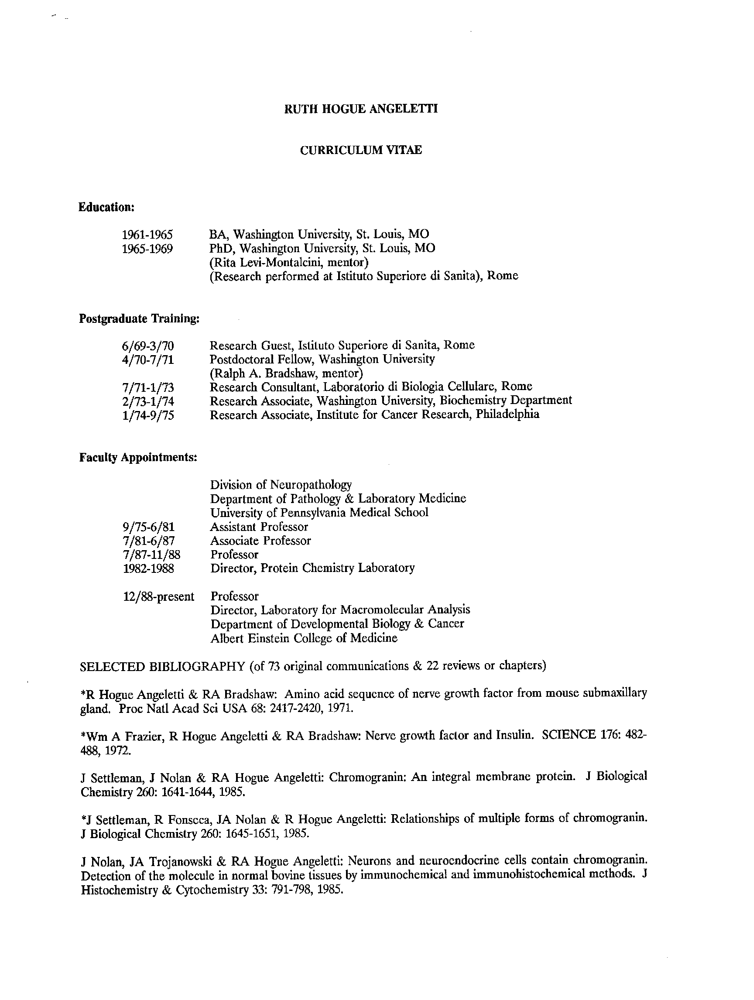 RUTH HOGUE ANGELETTI
CURRICULUM VITAE
Education:
1961-1965 BA, Washington University, St. Louis, MO
1965-1969 PhD, Washington University, St. Louis, MO
(Rita Levi-Montalcini, mentor)
(Research performed at Istituto Superiore di Sanita), Rome
Postgraduate Training:
6/69-3/70 Research Guest, Istituto Superiore di Sanita, Rome
4/70-7/71 Postdoctoral Fellow, Washington University
(Ralph A. Bradshaw, mentor)
7/71-1/73 Research Consultant, Laboratorio di Biologia Cellulare, Rome
2/73-1/74 Research Associate, Washington University, Biochemistry Department
1/74-9/75 Research Associate, Institute for Cancer Research, Philadelphia
Faculty Appointments:
Division of Neuropathology
Department of Pathology & Laboratory Medicine
University of Pennsylvania Medical School
9/75-6/81 Assistant Professor
7/81-6/87 Associate Professor
7/87-11/88 Professor
1982-1988 Director, Protein Chemistry Laboratory
12/88-present Professor
Director, Laboratory for Macromolecular Analysis
Department of Developmental Biology & Cancer
Albert Einstein College of Medicine
SELECTED BIBLIOGRAPHY (of 73 original communications & 22 reviews or chapters)
*R Hogue Angeletti & RA Bradshaw: Amino acid sequence of nerve growth factor from mouse submaxillary
gland. Proc Natl Acad Sci USA 68: 2417-2420, 1971.
*Wm A Frazier, R Hogue Angeletti & RA Bradshaw: Nerve growth factor and Insulin. SCIENCE 176: 482-
488, 1972.
J Settleman, J Nolan & RA Hogue Angeletti: Chromogranin: An integral membrane protein. J Biological
Chemistry 260: 1641-1644, 1985.
*J Settleman, R Fonseca, JA Nolan & R Hogue Angeletti: Relationships of multiple forms of chromogranin.
J Biological Chemistry 260: 1645-1651, 1985.
J Nolan, JA Trojanowski & RA Hogue Angeletti: Neurons and neuroendocrine cells contain chromogranin.
Detection of the molecule in normal bovine tissues by immunochemical and immunohistochemical methods. J
Histochemistry & Cytochemistry 33: 791-798, 1985.